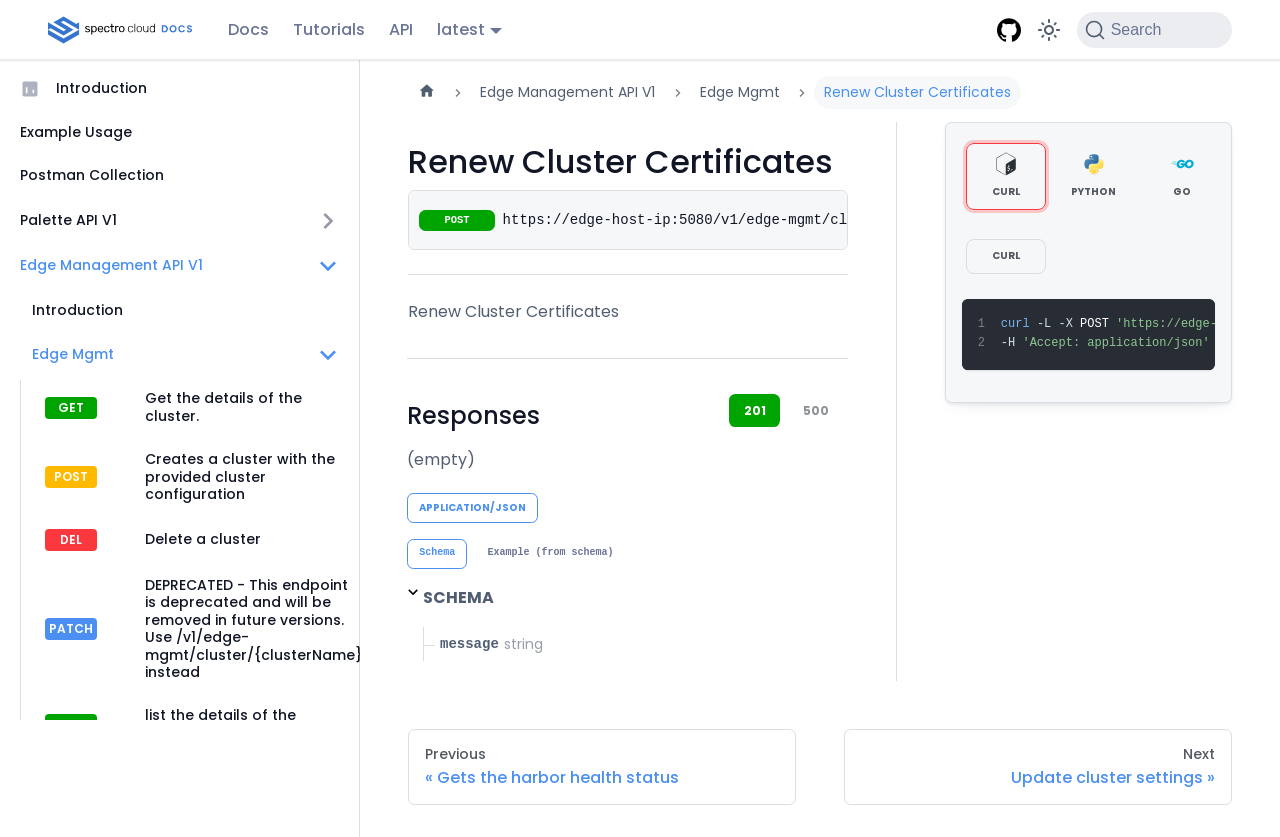 spectro cloud DOCS
Docs
Tutorials
API
latest
Search
Introduction
Example Usage
Postman Collection
Palette API V1
Edge Management API V1
Introduction
Edge Mgmt
GET
Get the details of the
cluster.
POST
Creates a cluster with the
provided cluster
configuration
DEL
Delete a cluster
PATCH
DEPRECATED - This endpoint
is deprecated and will be
removed in future versions.
Use /v1/edge-
mgmt/cluster/{clusterName}
instead
list the details of the
Edge Management API V1
Edge Mgmt
Renew Cluster Certificates
Renew Cluster Certificates
POST
https://edge-host-ip:5080/v1/edge-mgmt/cl
Renew Cluster Certificates
Responses
201
500
(empty)
APPLICATION/JSON
Schema
Example (from schema)
SCHEMA
message string
CURL
PYTHON
GO
CURL
1 curl -L -X POST 'https://edge-
2 -H 'Accept: application/json'
Previous
« Gets the harbor health status
Next
Update cluster settings »